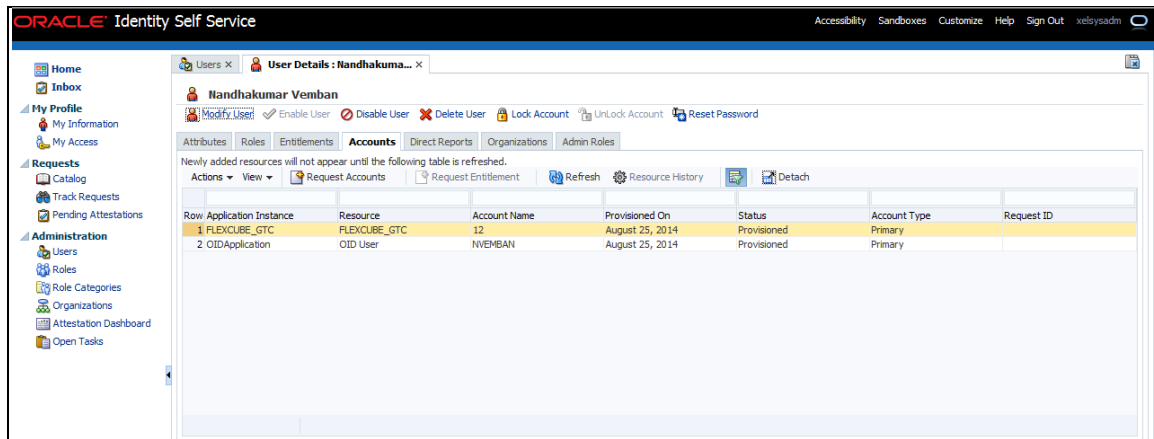 ORACLE Identity Self Service
Accessibility Sandboxes Customize Help Sign Out xelsysadm
Home
Inbox
My Profile
My Information
My Access
Requests
Catalog
Track Requests
Pending Attestations
Administration
Users
Roles
Role Categories
Organizations
Attestation Dashboard
Open Tasks
Users
User Details : Nandhakuma...
Nandhakumar Vemban
Modify User Enable User Disable User Delete User Lock Account UnLock Account Reset Password
Attributes Roles Entitlements Accounts Direct Reports Organizations Admin Roles
Newly added resources will not appear until the following table is refreshed.
Actions View Request Accounts Request Entitlement Refresh Resource History Detach
Row Application Instance Resource Account Name Provisioned On Status Account Type Request ID
1 FLEXCUBE_GTC FLEXCUBE_GTC 12 August 25, 2014 Provisioned Primary
2 OIDApplication OID User NVEMBAN August 25, 2014 Provisioned Primary